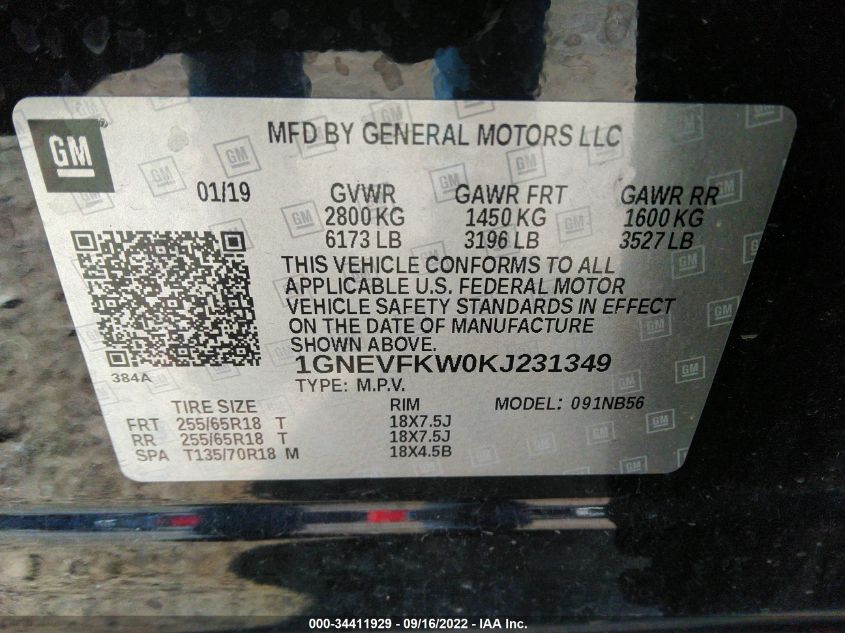 GM
MFD BY GENERAL MOTORS LLC
01/19 GVWR GAWR FRT GAWR RR
2800 KG 1450 KG 1600 KG
6173 LB 3196 LB 3527 LB
THIS VEHICLE CONFORMS TO ALL
APPLICABLE U.S. FEDERAL MOTOR
VEHICLE SAFETY STANDARDS IN EFFECT
ON THE DATE OF MANUFACTURE
SHOWN ABOVE.
384A
1GNEVFKW0KJ231349
TYPE: M.P.V.
TIRE SIZE RIM MODEL: 091NB56
FRT 255/65R18 T 18X7.5J
RR 255/65R18 T 18X7.5J
SPA T135/70R18 M 18X4.5B
000-34411929 - 09/16/2022 - IAA Inc.